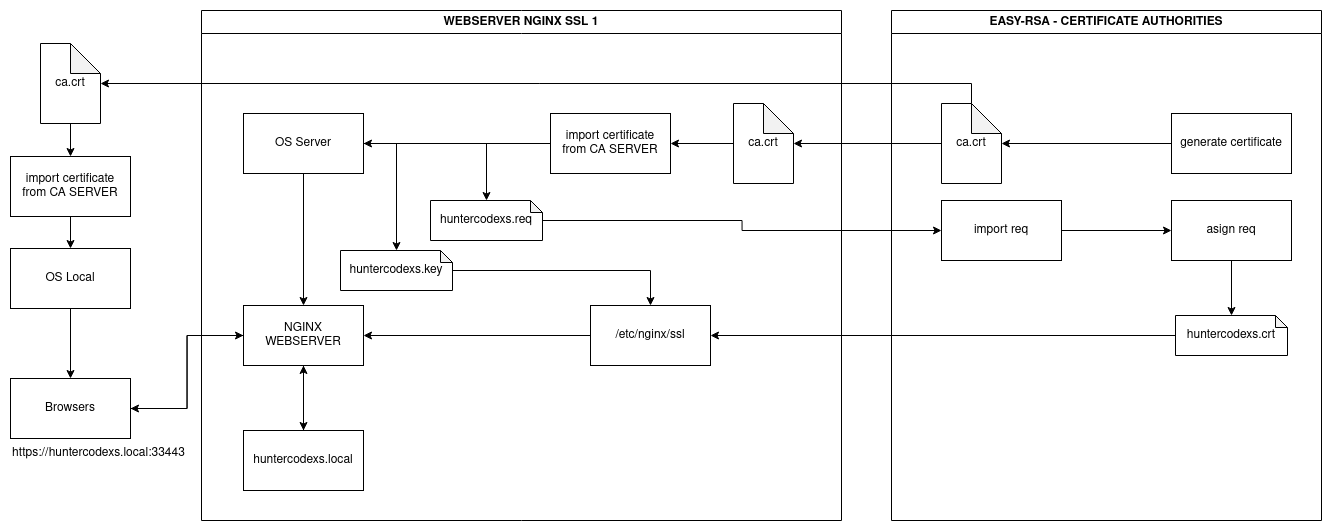 WEBSERVER NGINX SSL 1
EASY-RSA - CERTIFICATE AUTHORITIES
ca.crt
OS Server
import certificate
from CA SERVER
ca.crt
ca.crt
generate certificate
import certificate
from CA SERVER
huntercodexs.req
import req
asign req
OS Local
huntercodexs.key
NGINX
WEBSERVER
/etc/nginx/ssl
huntercodexs.crt
Browsers
https://huntercodexs.local:33443
huntercodexs.local